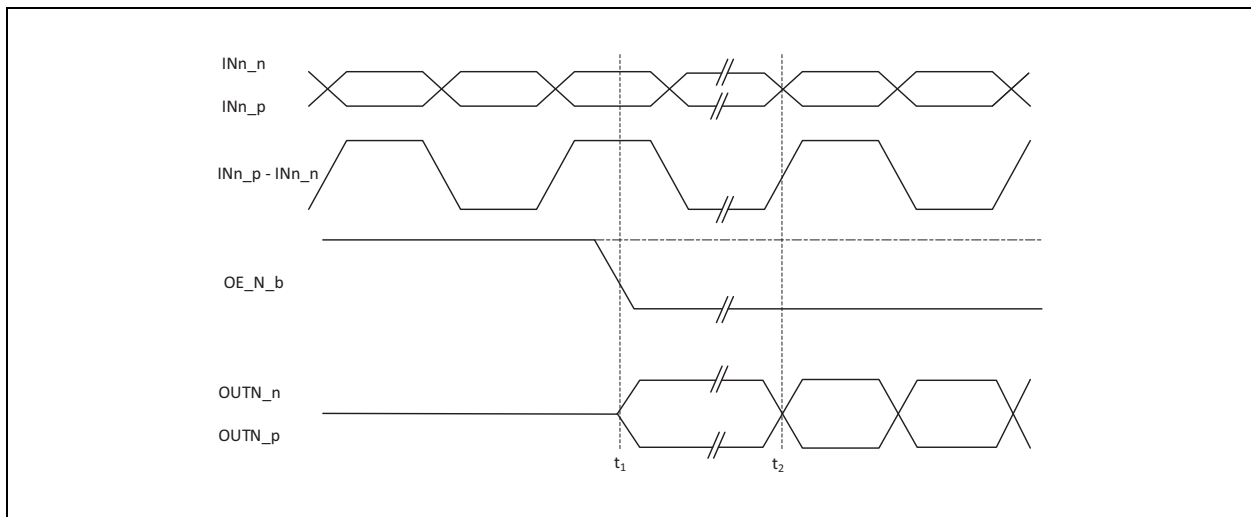 INn_n
INn_p
INn_p - INn_n
OE_N_b
OUTN_n
OUTN_p
t₁
t₂